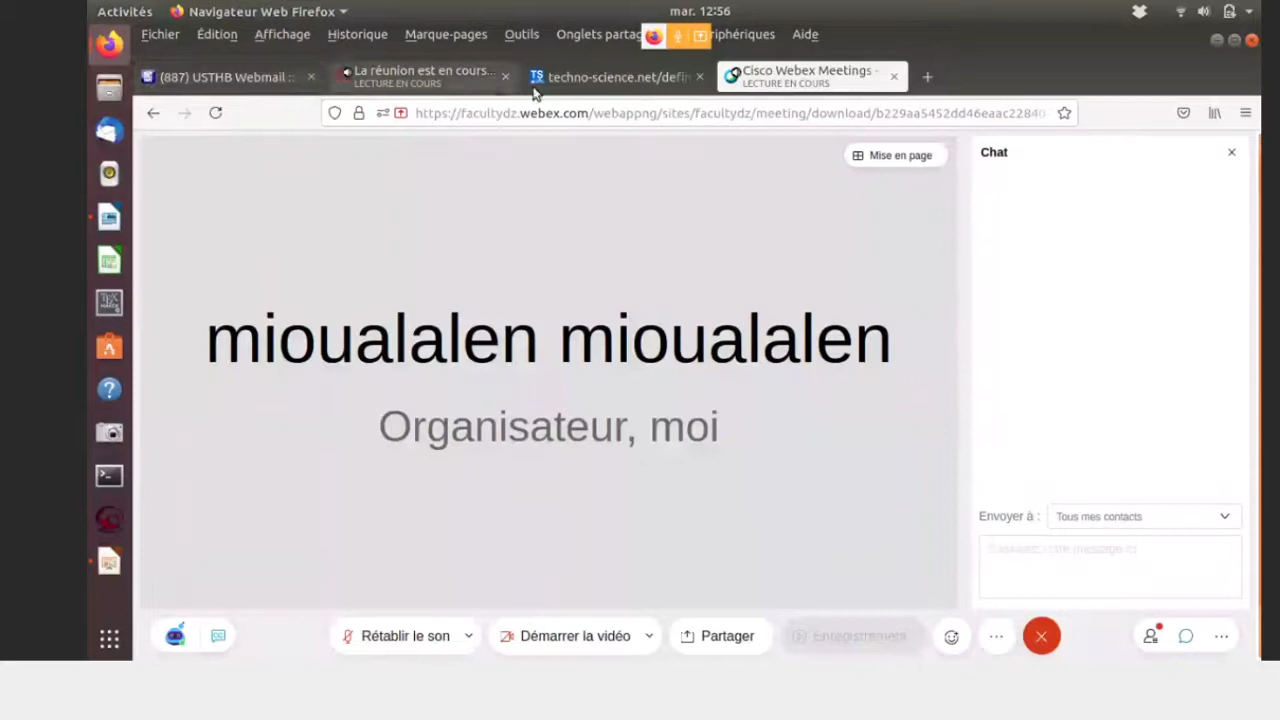 Activités Navigateur Web Firefox mar. 12:56
Fichier Édition Affichage Historique Marque-pages Outils Onglets partag riphériques Aide
(887) USTHB Webmail :: La réunion est en cours... techno-science.net/defin Cisco Webex Meetings -
LECTURE EN COURS LECTURE EN COURS
https://facultydz.webex.com/webappng/sites/facultydz/meeting/download/b229aa5452dd46eaac22840
Mise en page
Chat
mioualalen mioualalen
Organisateur, moi
Envoyer à : Tous mes contacts
Rétablir le son Démarrer la vidéo Partager Enregistrement